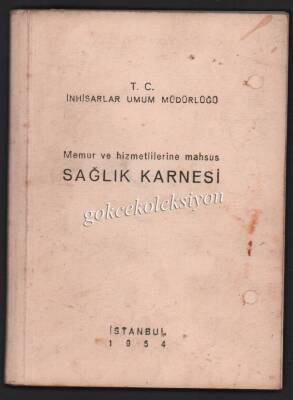 T. C.
İNHİSARLAR UMUM MÜDÜRLÜĞÜ
Memur ve hizmetlilerine mahsus
SAĞLIK KARNESİ
gokcekoleksiyon
İSTANBUL
1954